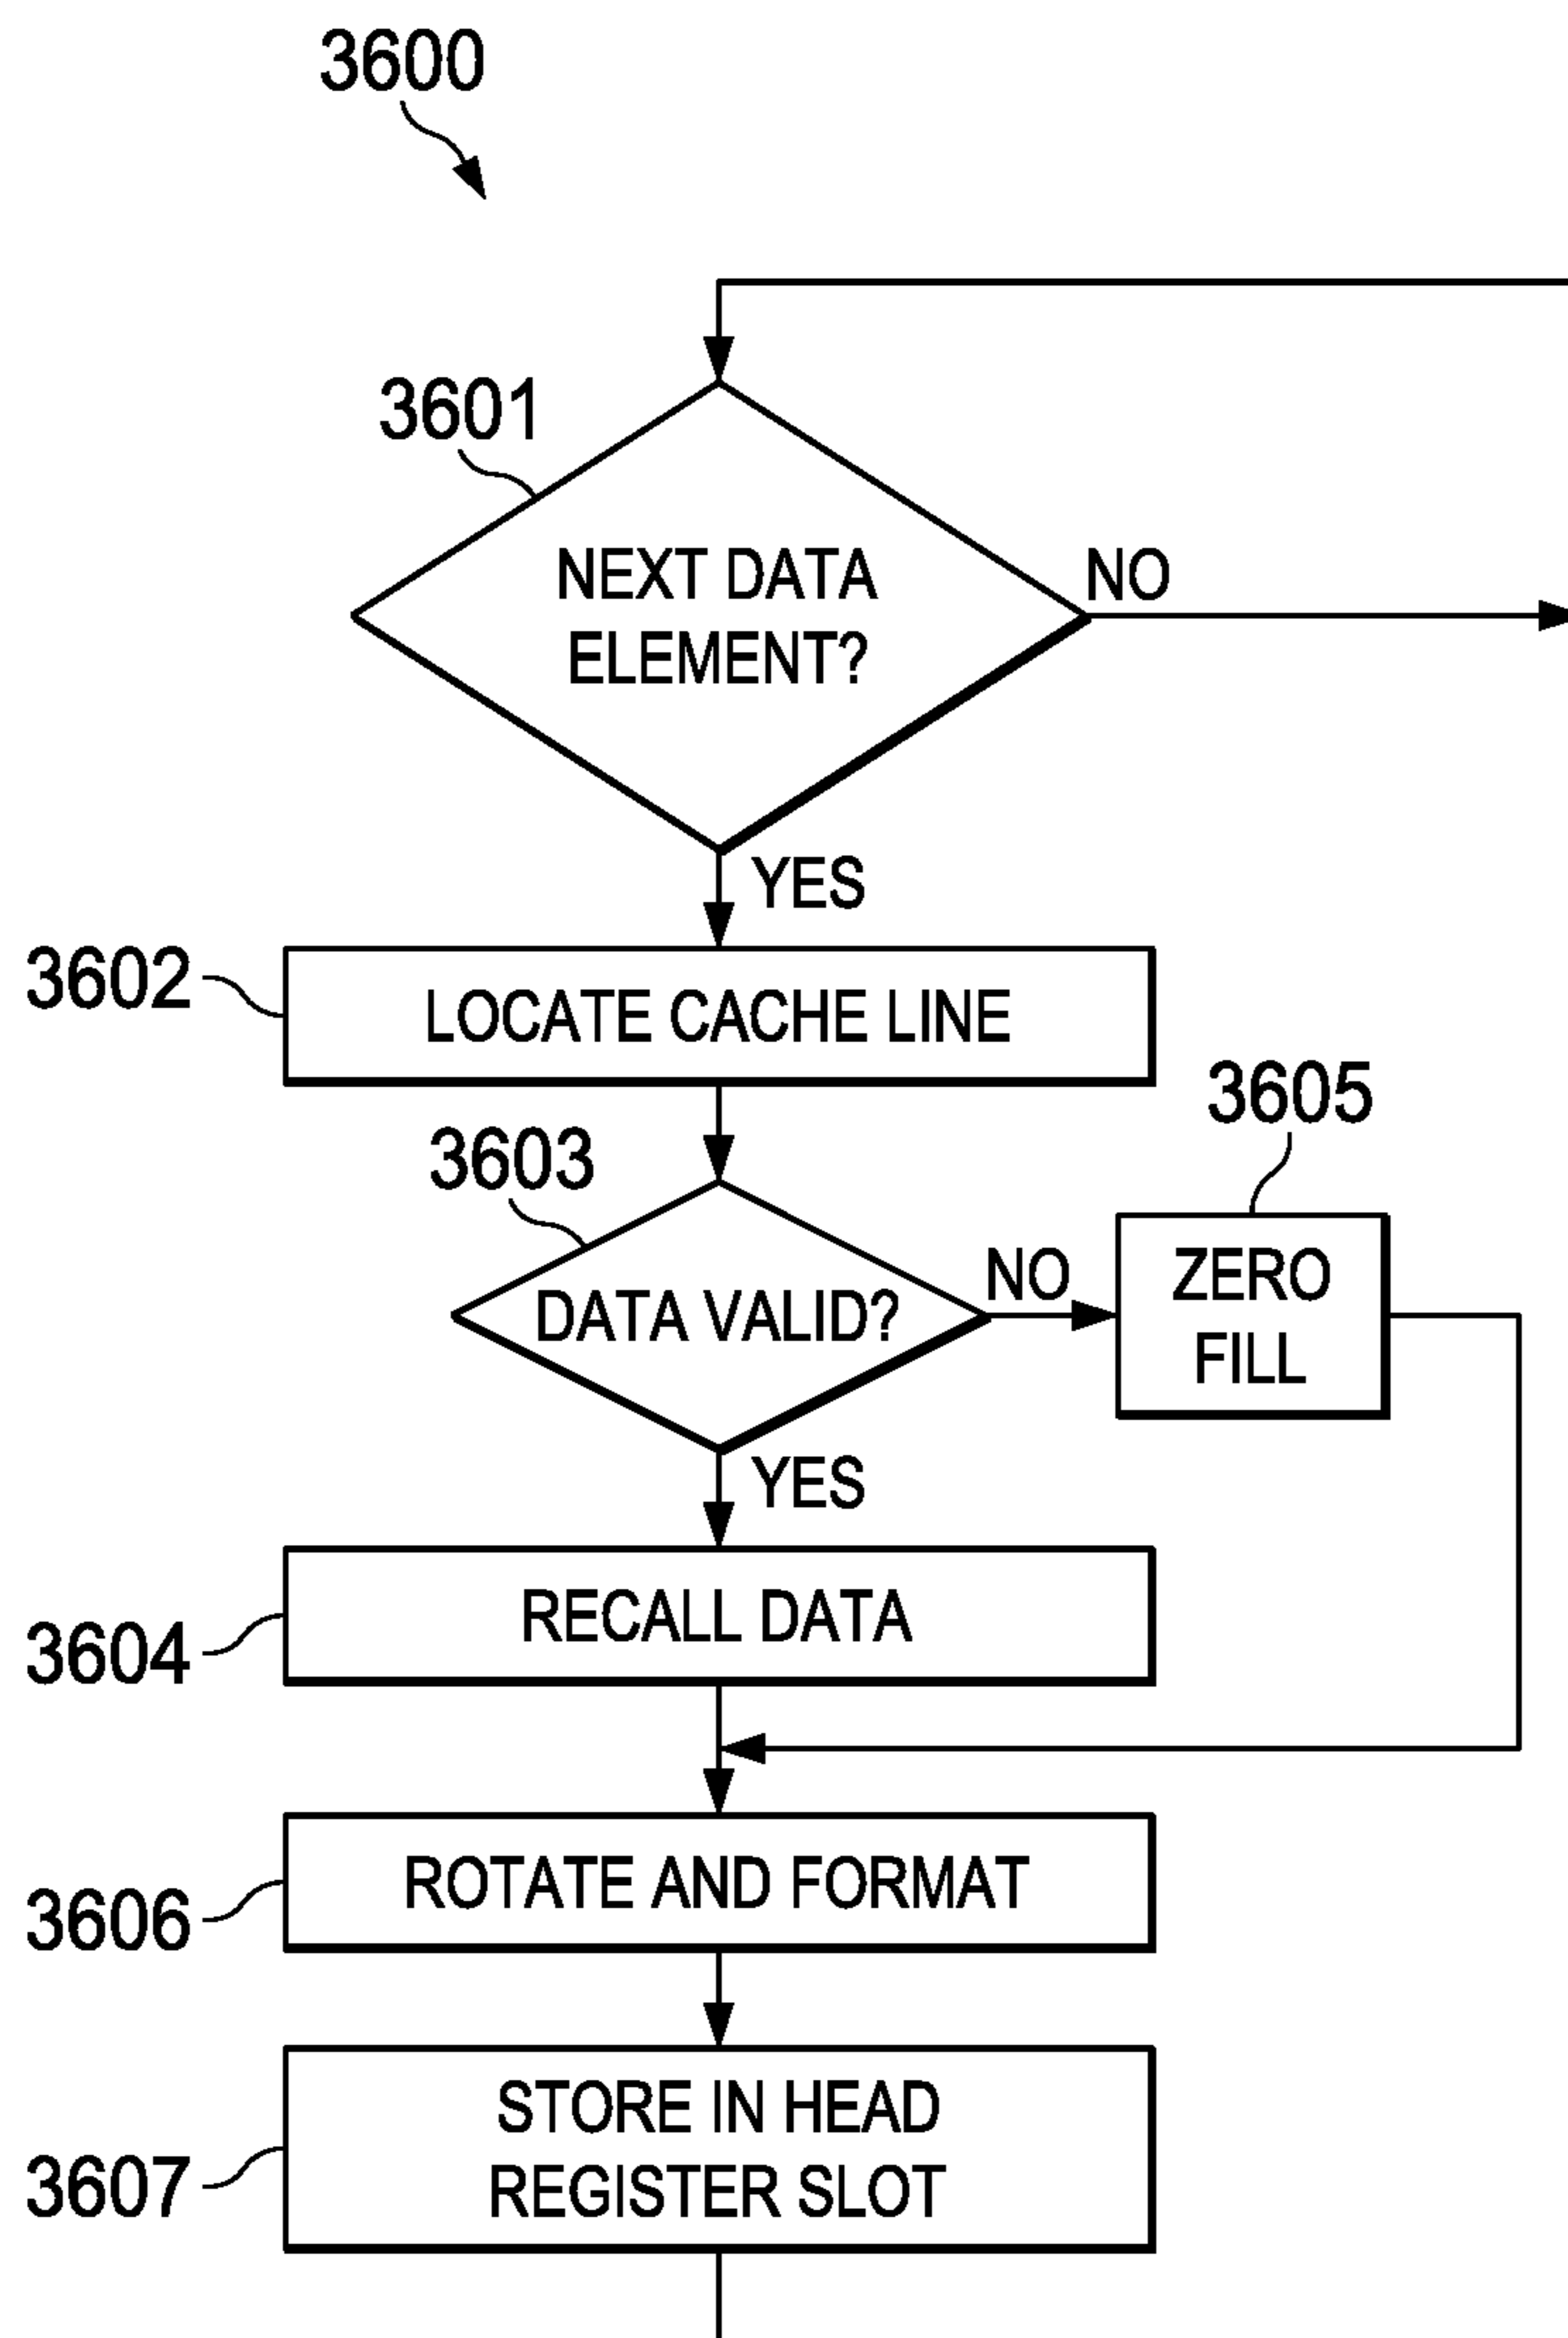 3600
3601
NEXT DATA
ELEMENT?
NO
YES
3602
LOCATE CACHE LINE
3603
DATA VALID?
NO
3605
ZERO
FILL
YES
3604
RECALL DATA
3606
ROTATE AND FORMAT
3607
STORE IN HEAD
REGISTER SLOT